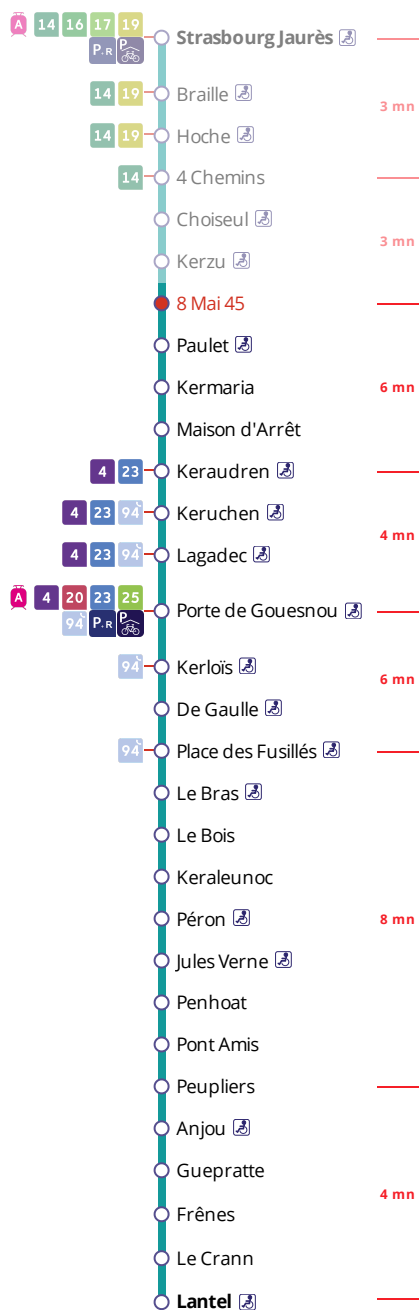 A 14 16 17 19 Strasbourg Jaurès
P+R P
14 19 Braille
3 mn
14 19 Hoche
14 4 Chemins
Choiseul
3 mn
Kerzu
8 Mai 45
Paulet
Kermaria 6 mn
Maison d'Arrêt
4 23 Keraudren
4 23 94 Keruchen
4 mn
4 23 94 Lagadec
A 4 20 23 25
Porte de Gouesnou
94 P+R P
94 Kerloïs
6 mn
De Gaulle
94 Place des Fusillés
Le Bras
Le Bois
Keraleunoc
Péron 8 mn
Jules Verne
Penhoat
Pont Amis
Peupliers
Anjou
Guepratte
4 mn
Frênes
Le Crann
Lantel